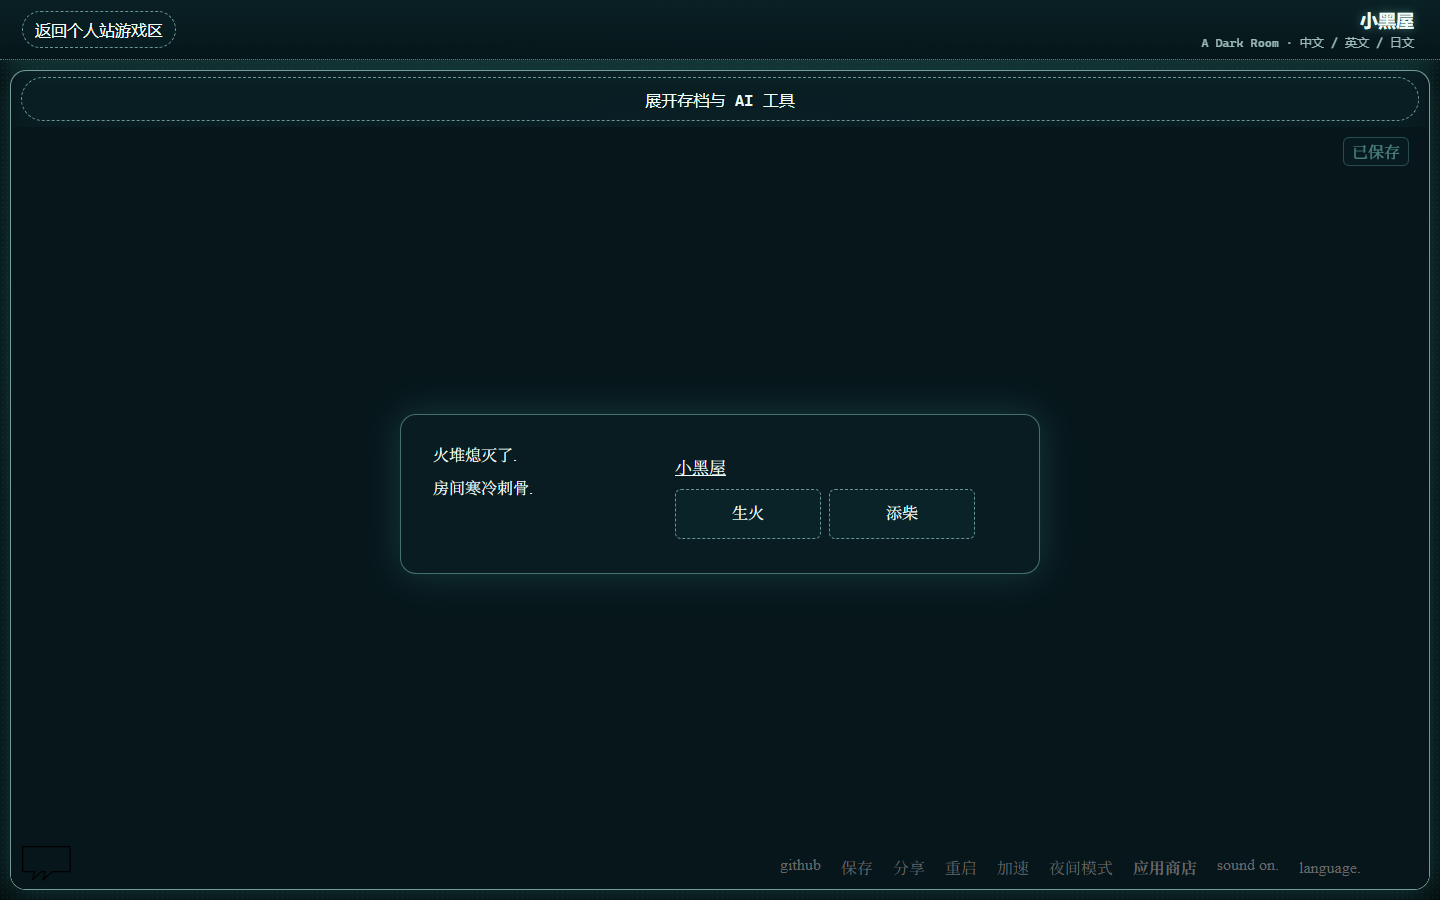 返回个人站游戏区
小黑屋
A Dark Room · 中文 / 英文 / 日文
展开存档与 AI 工具
已保存
火堆熄灭了.
房间寒冷刺骨.
小黑屋
生火 添柴
github 保存 分享 重启 加速 夜间模式 应用商店 sound on. language.